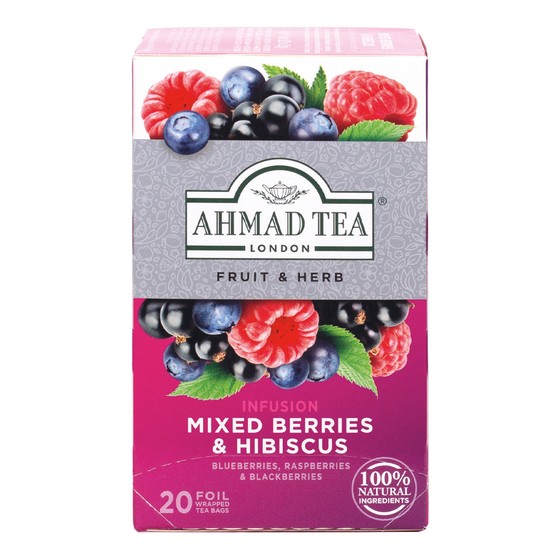 AHMAD TEA
®
LONDON
FRUIT & HERB
INFUSION
MIXED BERRIES
& HIBISCUS
BLUEBERRIES, RASPBERRIES
& BLACKBERRIES
20 FOIL
WRAPPED
TEA BAGS
100%
NATURAL
INGREDIENTS